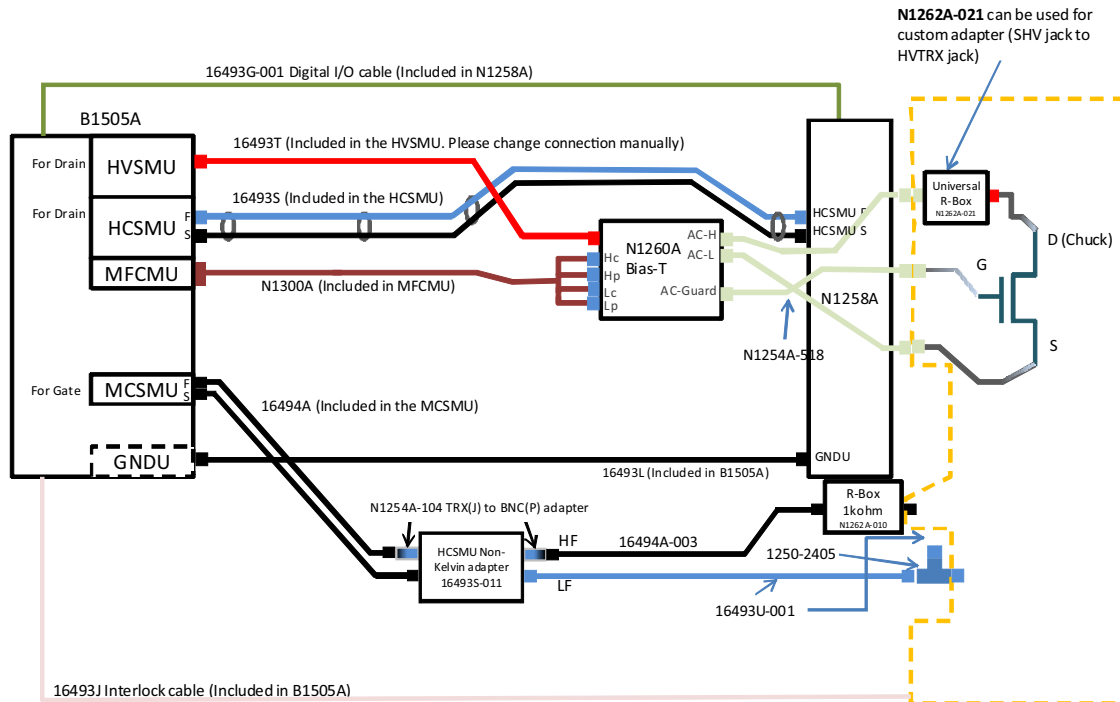 N1262A-021 can be used for
custom adapter (SHV jack to
HVTRX jack)
16493G-001 Digital I/O cable (Included in N1258A)
B1505A
For Drain
HVSMU
16493T (Included in the HVSMU. Please change connection manually)
For Drain
HCSMU
F
S
16493S (Included in the HCSMU)
MFCMU
N1300A (Included in MFCMU)
N1260A
Bias-T
Hc
Hp
Lc
Lp
AC-H
AC-L
AC-Guard
HCSMU F
HCSMU S
N1258A
Universal
R-Box
N1262A-021
D (Chuck)
G
S
N1254A-518
For Gate
MCSMU
F
S
16494A (Included in the MCSMU)
GNDU
GNDU
16493L (Included in B1505A)
R-Box
1kohm
N1262A-010
N1254A-104 TRX(J) to BNC(P) adapter
HCSMU Non-
Kelvin adapter
16493S-011
HF
16494A-003
LF
1250-2405
16493U-001
16493J Interlock cable (Included in B1505A)